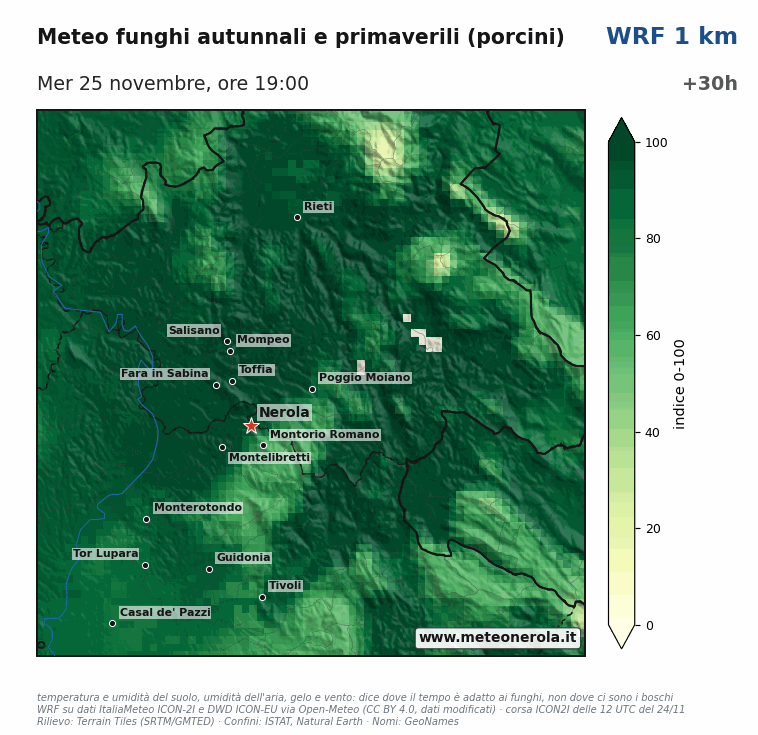 Meteo funghi autunnali e primaverili (porcini)
WRF 1 km
Mer 25 novembre, ore 19:00
+30h
Rieti
Salisano
Mompeo
Fara in Sabina
Toffia
Poggio Moiano
Nerola
Montorio Romano
Montelibretti
Monterotondo
Tor Lupara
Guidonia
Tivoli
Casal de' Pazzi
www.meteonerola.it
100
80
60
40
20
0
indice 0-100
temperatura e umidità del suolo, umidità dell'aria, gelo e vento: dice dove il tempo è adatto ai funghi, non dove ci sono i boschi
WRF su dati ItaliaMeteo ICON-2I e DWD ICON-EU via Open-Meteo (CC BY 4.0, dati modificati) · corsa ICON2I delle 12 UTC del 24/11
Rilievo: Terrain Tiles (SRTM/GMTED) · Confini: ISTAT, Natural Earth · Nomi: GeoNames